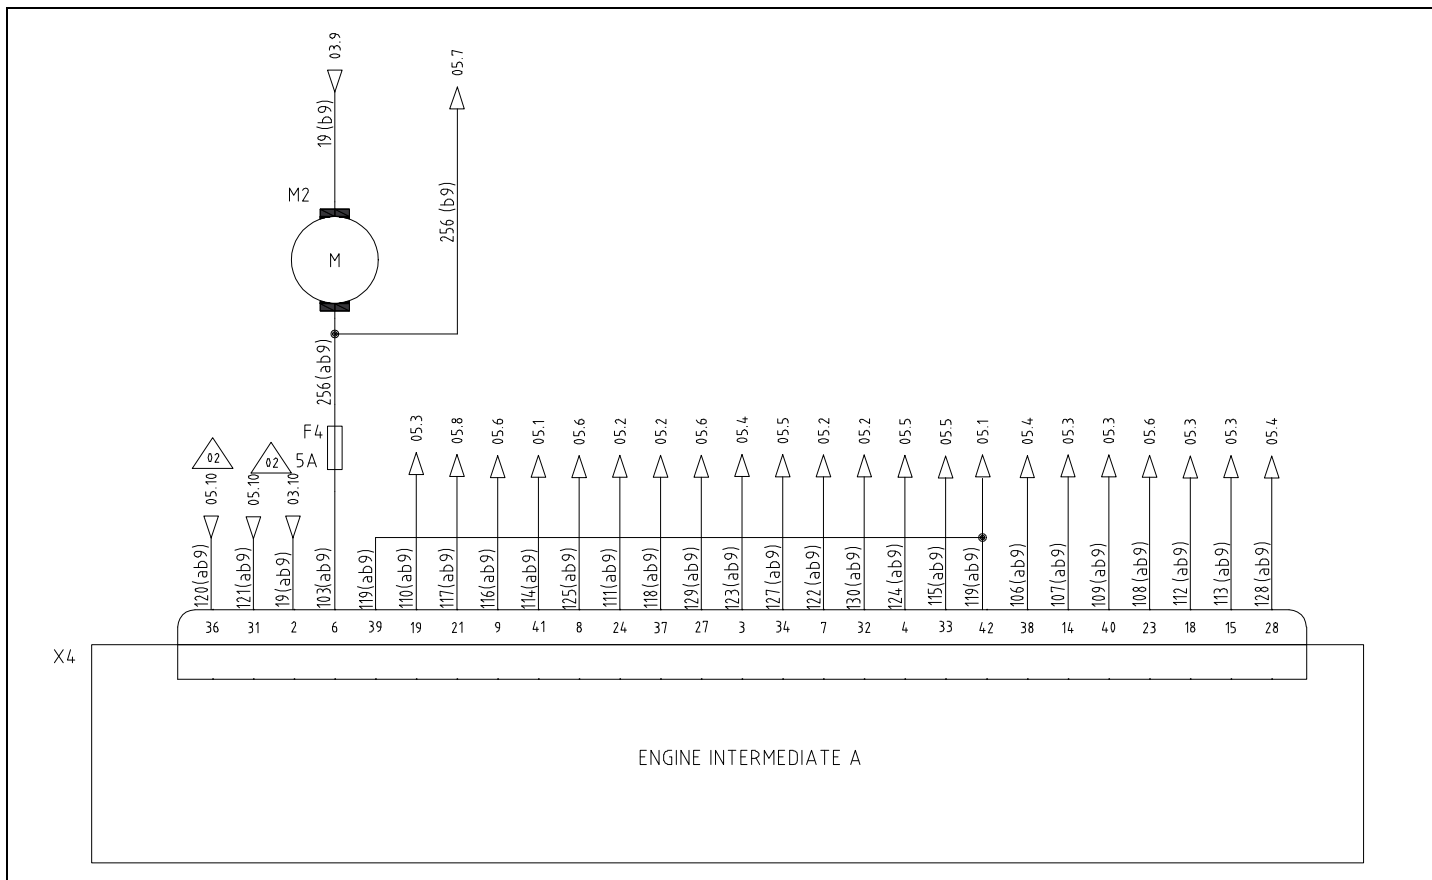 03.9
05.7
19(b9)
256 (b9)
M2
M
256(ab9)
F4
5A
02
02
05.10
05.10
03.10
05.3
05.8
05.6
05.1
05.6
05.2
05.2
05.6
05.4
05.5
05.2
05.2
05.5
05.5
05.1
05.4
05.3
05.3
05.6
05.3
05.3
05.4
120(ab9)
121(ab9)
19(ab9)
103(ab9)
119(ab9)
110(ab9)
117(ab9)
116(ab9)
114(ab9)
125(ab9)
111(ab9)
118(ab9)
129(ab9)
123(ab9)
127(ab9)
122(ab9)
130(ab9)
124(ab9)
115(ab9)
119(ab9)
106(ab9)
107(ab9)
109(ab9)
108 (ab9)
112 (ab9)
113 (ab9)
128 (ab9)
36 31 2 6 39 19 21 9 41 8 24 37 27 3 34 7 32 4 33 42 38 14 40 23 18 15 28
X4
ENGINE INTERMEDIATE A